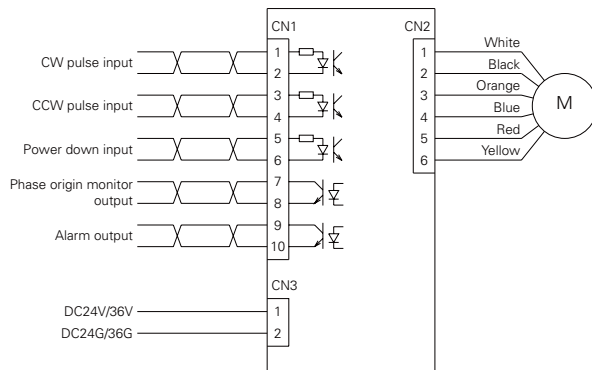 CN1
CN2
CW pulse input
1
2
CCW pulse input
3
4
Power down input
5
6
Phase origin monitor
output
7
8
Alarm output
9
10
1
2
3
4
5
6
White
Black
Orange
Blue
Red
Yellow
M
CN3
DC24V/36V
1
DC24G/36G
2